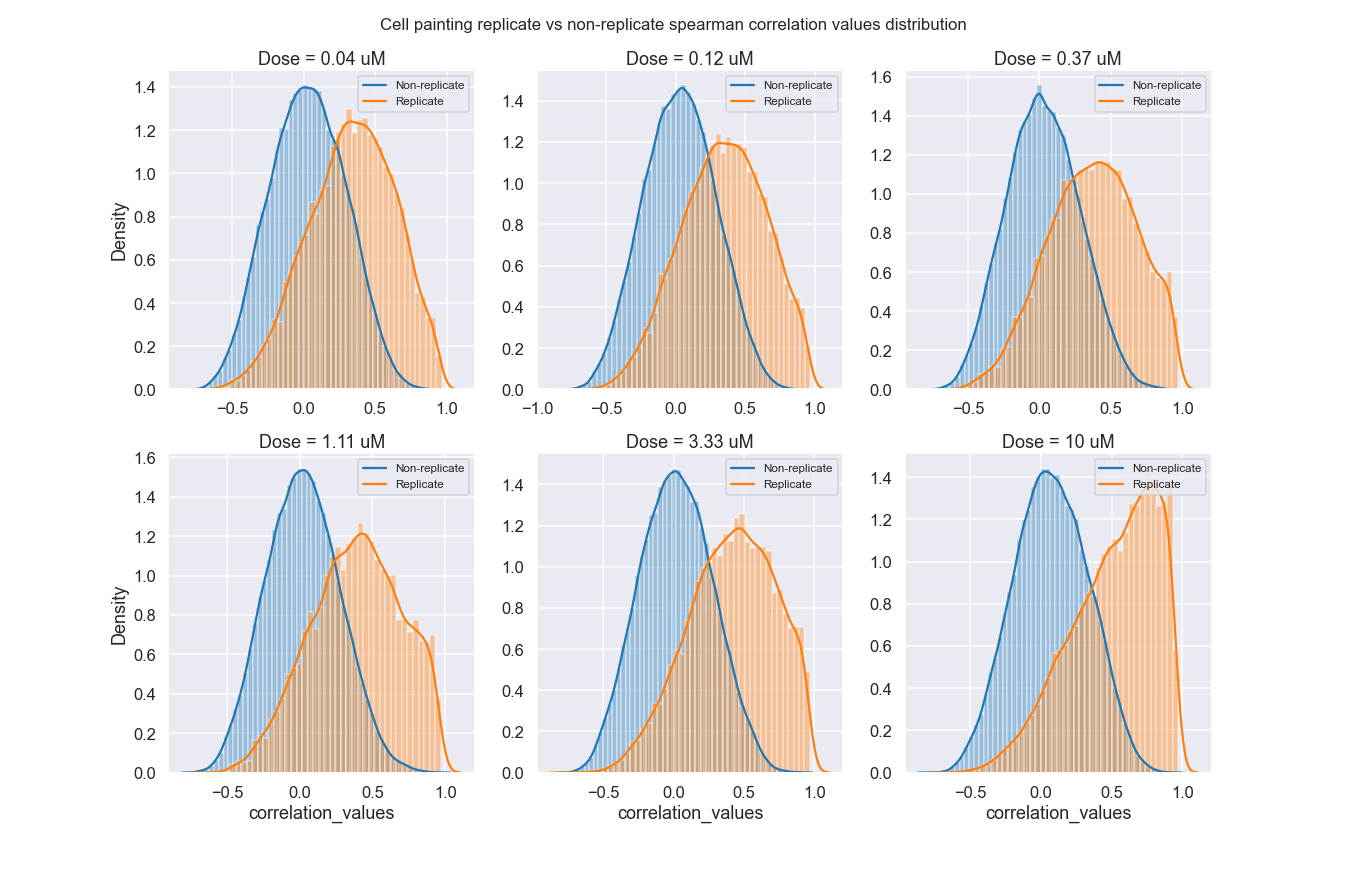 Cell painting replicate vs non-replicate spearman correlation values distribution
Dose = 0.04 uM
Non-replicate
Replicate
Density
1.4
1.2
1.0
0.8
0.6
0.4
0.2
0.0
−0.5 0.0 0.5 1.0
Dose = 0.12 uM
Non-replicate
Replicate
1.4
1.2
1.0
0.8
0.6
0.4
0.2
0.0
−1.0 −0.5 0.0 0.5 1.0
Dose = 0.37 uM
Non-replicate
Replicate
1.6
1.4
1.2
1.0
0.8
0.6
0.4
0.2
0.0
−0.5 0.0 0.5 1.0
Dose = 1.11 uM
Non-replicate
Replicate
Density
1.6
1.4
1.2
1.0
0.8
0.6
0.4
0.2
0.0
−0.5 0.0 0.5 1.0
correlation_values
Dose = 3.33 uM
Non-replicate
Replicate
1.4
1.2
1.0
0.8
0.6
0.4
0.2
0.0
−0.5 0.0 0.5 1.0
correlation_values
Dose = 10 uM
Non-replicate
Replicate
1.4
1.2
1.0
0.8
0.6
0.4
0.2
0.0
−0.5 0.0 0.5 1.0
correlation_values